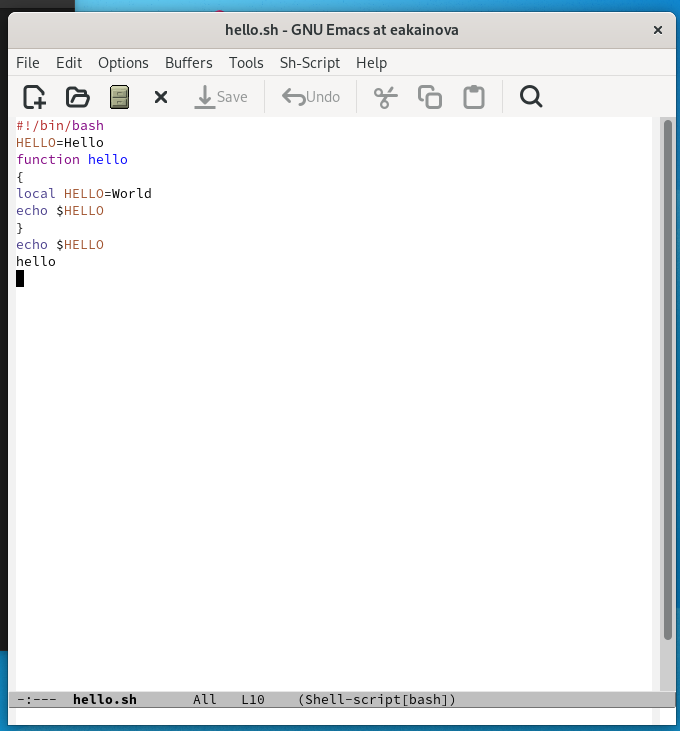 hello.sh - GNU Emacs at eakainova
File Edit Options Buffers Tools Sh-Script Help
Save Undo
#!/bin/bash
HELLO=Hello
function hello
{
local HELLO=World
echo $HELLO
}
echo $HELLO
hello
-:--- hello.sh All L10 (Shell-script[bash])